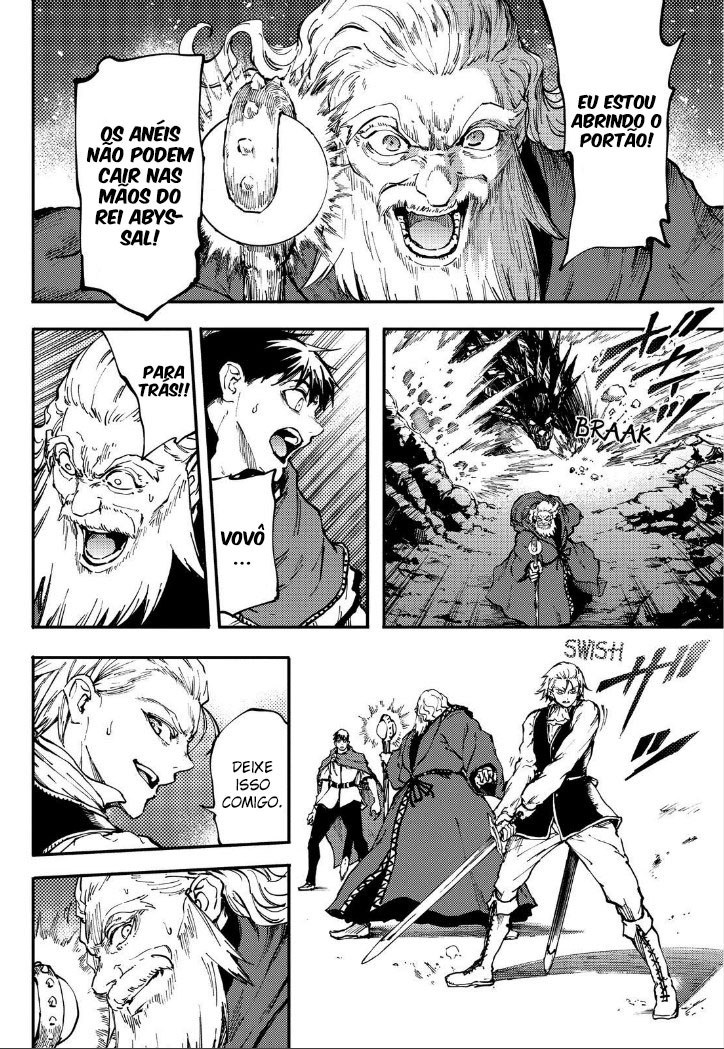 EU ESTOU
ABRINDO O
PORTÃO!
OS ANÉIS
NÃO PODEM
CAIR NAS
MÃOS DO
REI ABYS-
SAL!
BRAAK
VOVÔ
...
PARA
TRAS!!
SWISH
DEIXE
ISSO
COMIGO.